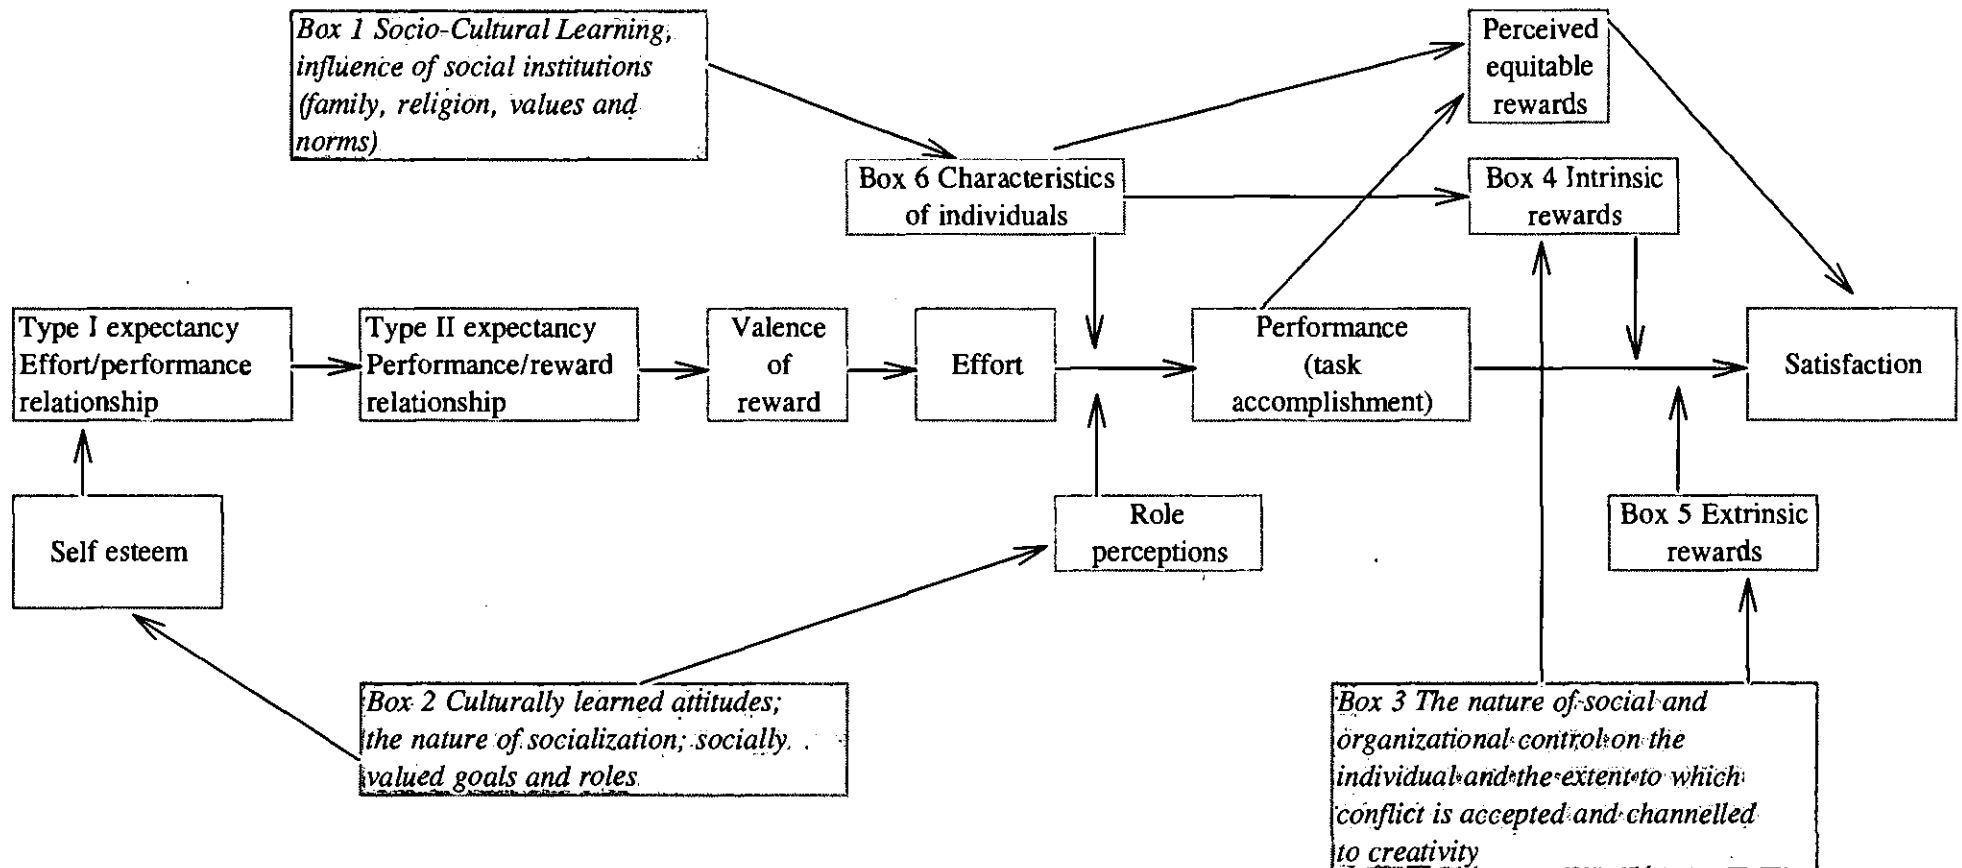 Box 1 Socio-Cultural Learning,
influence of social institutions
(family, religion, values and
norms)
Perceived
equitable
rewards
Box 6 Characteristics
of individuals
Box 4 Intrinsic
rewards
Type I expectancy
Effort/performance
relationship
Type II expectancy
Performance/reward
relationship
Valence
of
reward
Effort
Performance
(task
accomplishment)
Satisfaction
Self esteem
Role
perceptions
Box 5 Extrinsic
rewards
Box 2 Culturally learned attitudes;
the nature of socialization; socially
valued goals and roles
Box 3 The nature of social and
organizational control on the
individual and the extent to which
conflict is accepted and channelled
to creativity